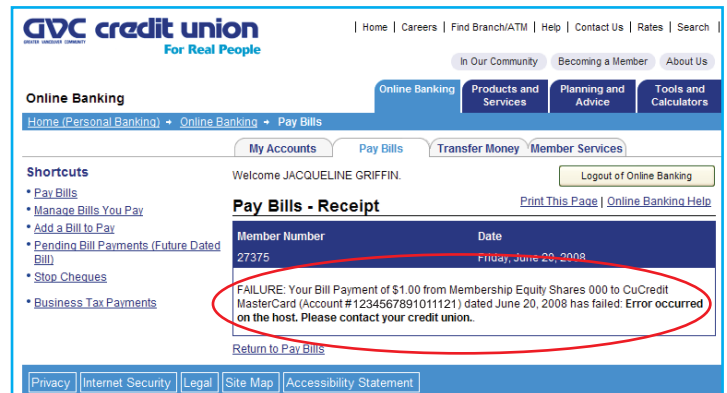 GVC credit union
GREATER VANCOUVER COMMUNITY
For Real People
| Home | Careers | Find Branch/ATM | Help | Contact Us | Rates | Search |
In Our Community Becoming a Member About Us
Online Banking
Online Banking Products and Services Planning and Advice Tools and Calculators
Home (Personal Banking) → Online Banking → Pay Bills
My Accounts Pay Bills Transfer Money Member Services
Shortcuts
• Pay Bills
• Manage Bills You Pay
• Add a Bill to Pay
• Pending Bill Payments (Future Dated
Bill)
• Stop Cheques
• Business Tax Payments
Welcome JACQUELINE GRIFFIN.
Logout of Online Banking
Pay Bills - Receipt
Print This Page | Online Banking Help
Member Number Date
27375 Friday, June 20, 2008
FAILURE: Your Bill Payment of $1.00 from Membership Equity Shares 000 to CuCredit
MasterCard (Account #1234567891011121) dated June 20, 2008 has failed: Error occurred
on the host. Please contact your credit union..
Return to Pay Bills
Privacy Internet Security Legal Site Map Accessibility Statement